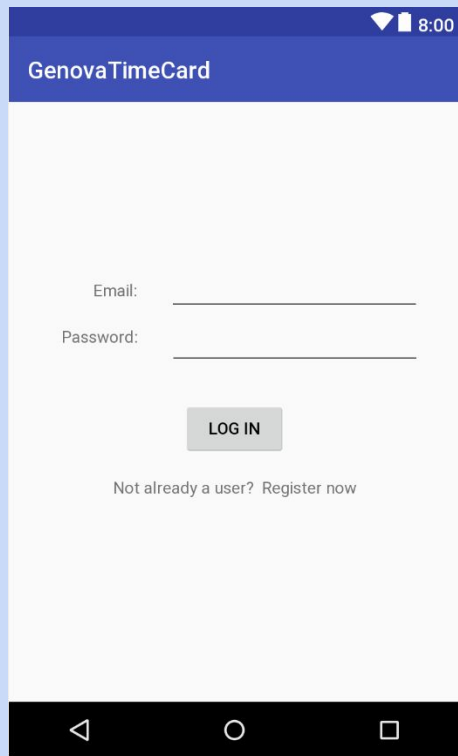 8:00
GenovaTimeCard
Email:
Password:
LOG IN
Not already a user? Register now